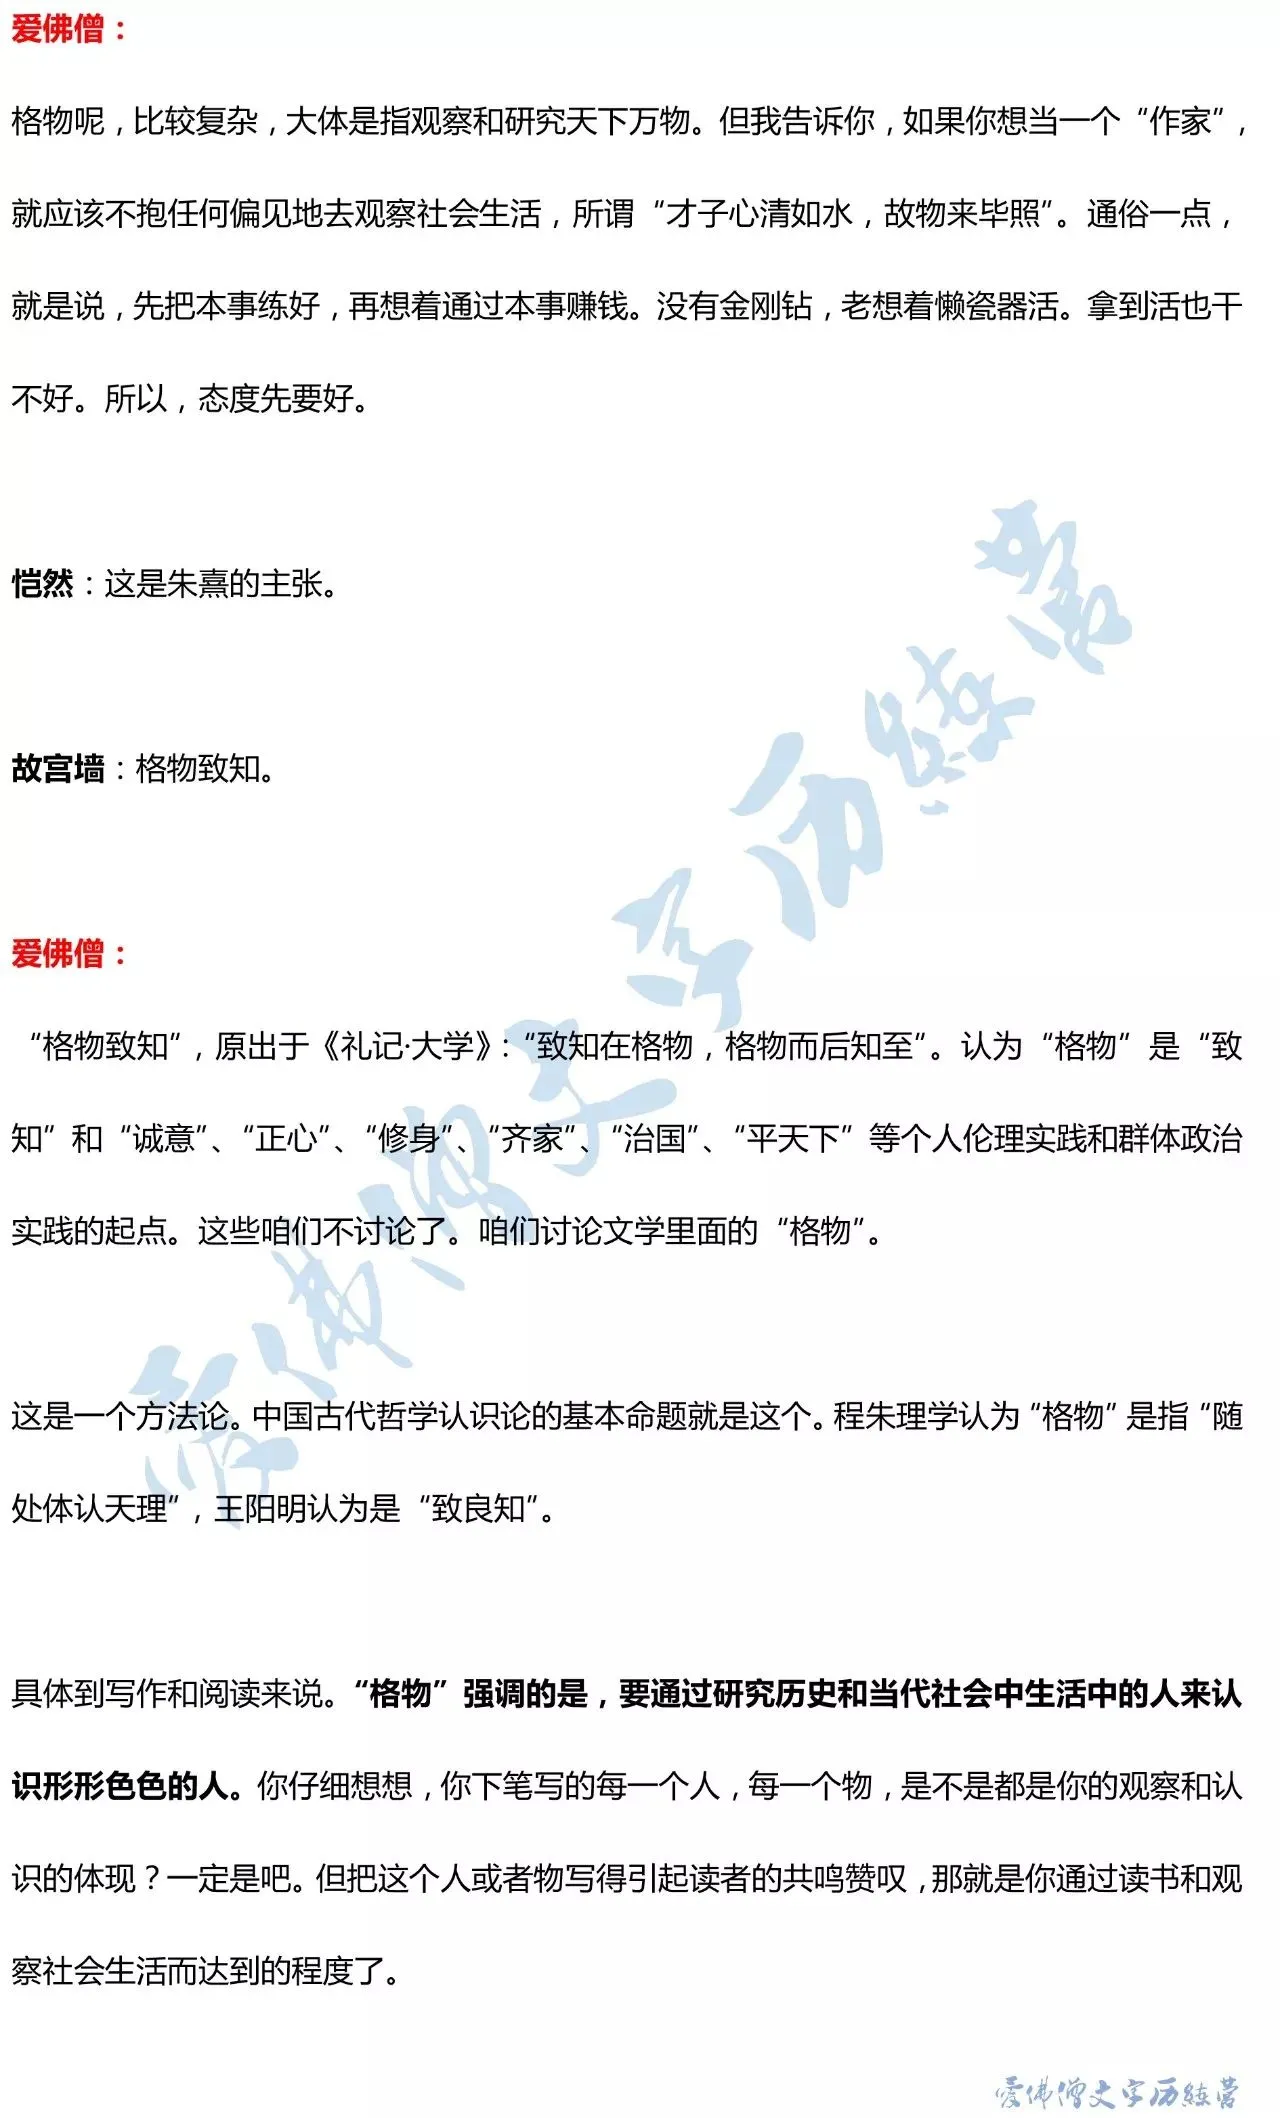 爱佛僧：
格物呢，比较复杂，大体是指观察和研究天下万物。但我告诉你，如果你想当一个“作家”，
就应该不抱任何偏见地去观察社会生活，所谓“才子心清如水，故物来毕照”。通俗一点，
就是说，先把本事练好，再想着通过本事赚钱。没有金刚钻，老想着懒瓷器活。拿到活也干
不好。所以，态度先要好。
恺然：这是朱熹的主张。
故宫墙：格物致知。
爱佛僧：
“格物致知”，原出于《礼记·大学》：“致知在格物，格物而后知至”。认为“格物”是“致
知”和“诚意”、“正心”、“修身”、“齐家”、“治国”、“平天下”等个人伦理实践和群体政治
实践的起点。这些咱们不讨论了。咱们讨论文学里面的“格物”。
这是一个方法论。中国古代哲学认识论的基本命题就是这个。程朱理学认为“格物”是指“随
处体认天理”，王阳明认为是“致良知”。
具体到写作和阅读来说。“格物”强调的是，要通过研究历史和当代社会中生活中的人来认
识形形色色的人。你仔细想想，你下笔写的每一个人，每一个物，是不是都是你的观察和认
识的体现？一定是吧。但把这个人或者物写得引起读者的共鸣赞叹，那就是你通过读书和观
察社会生活而达到的程度了。
爱佛僧文字历练营
爱佛僧文字历练营